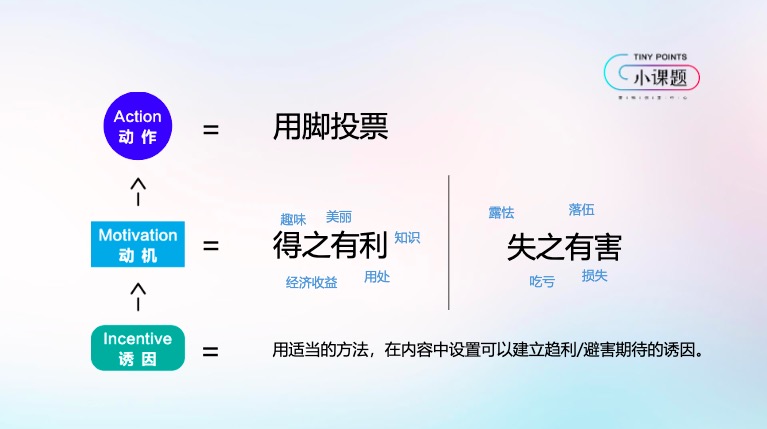 TINY POINTS
小课题
Action
动 作
=
用脚投票
Motivation
动 机
=
趣味
美丽
得之有利
知识
经济收益
用处
露怯
落伍
失之有害
吃亏
损失
Incentive
诱 因
=
用适当的方法，在内容中设置可以建立趋利/避害期待的诱因。